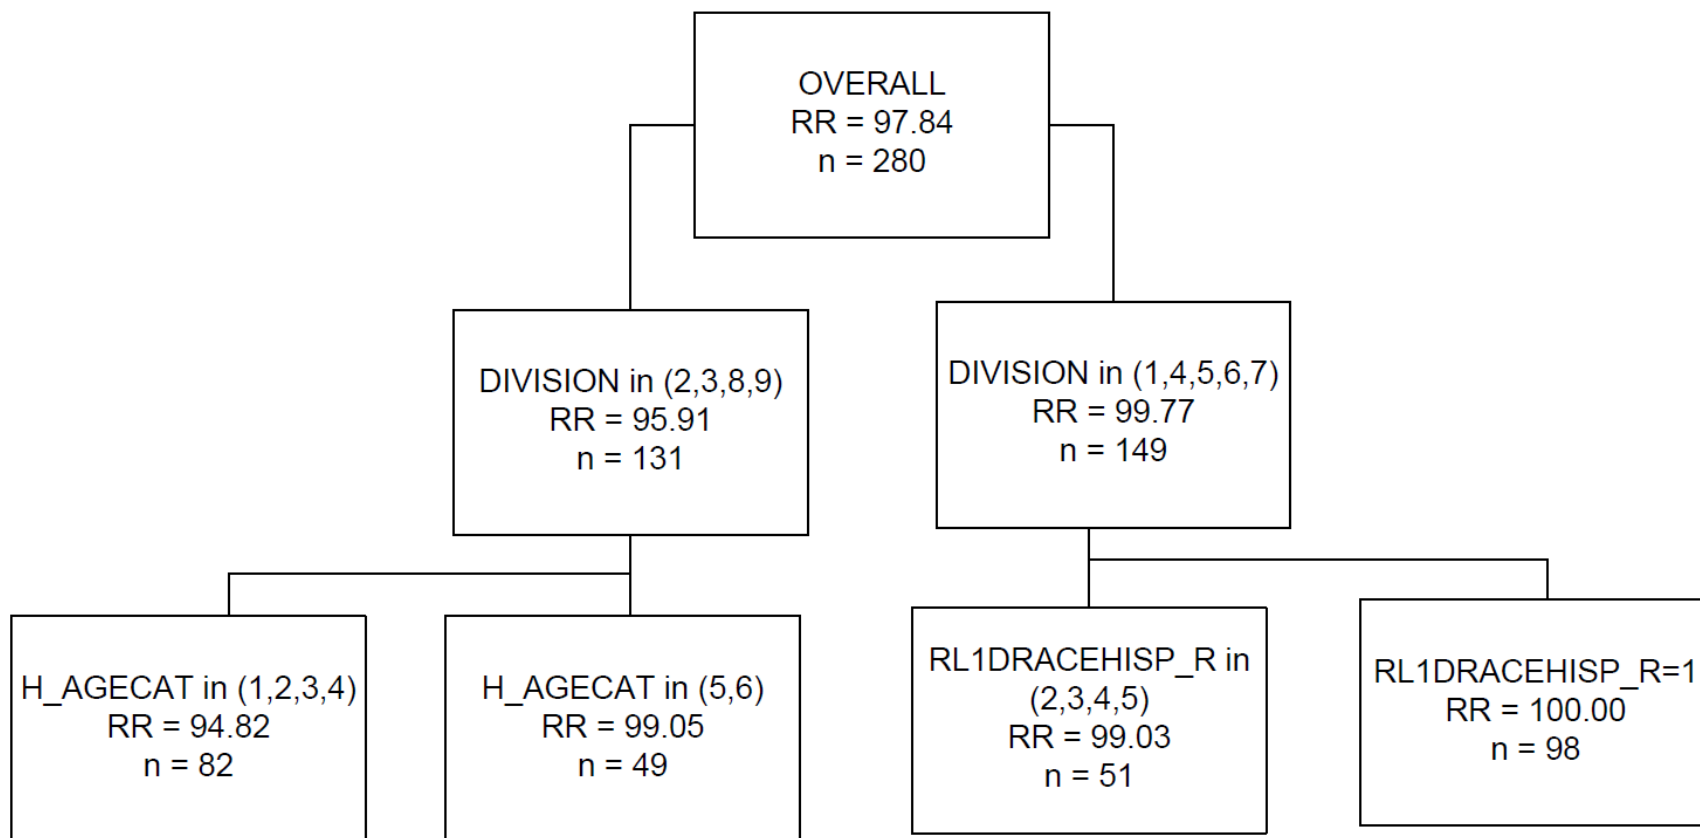 OVERALL
RR = 97.84
n = 280
DIVISION in (2,3,8,9)
RR = 95.91
n = 131
DIVISION in (1,4,5,6,7)
RR = 99.77
n = 149
H_AGECAT in (1,2,3,4)
RR = 94.82
n = 82
H_AGECAT in (5,6)
RR = 99.05
n = 49
RL1DRACEHISP_R in
(2,3,4,5)
RR = 99.03
n = 51
RL1DRACEHISP_R=1
RR = 100.00
n = 98